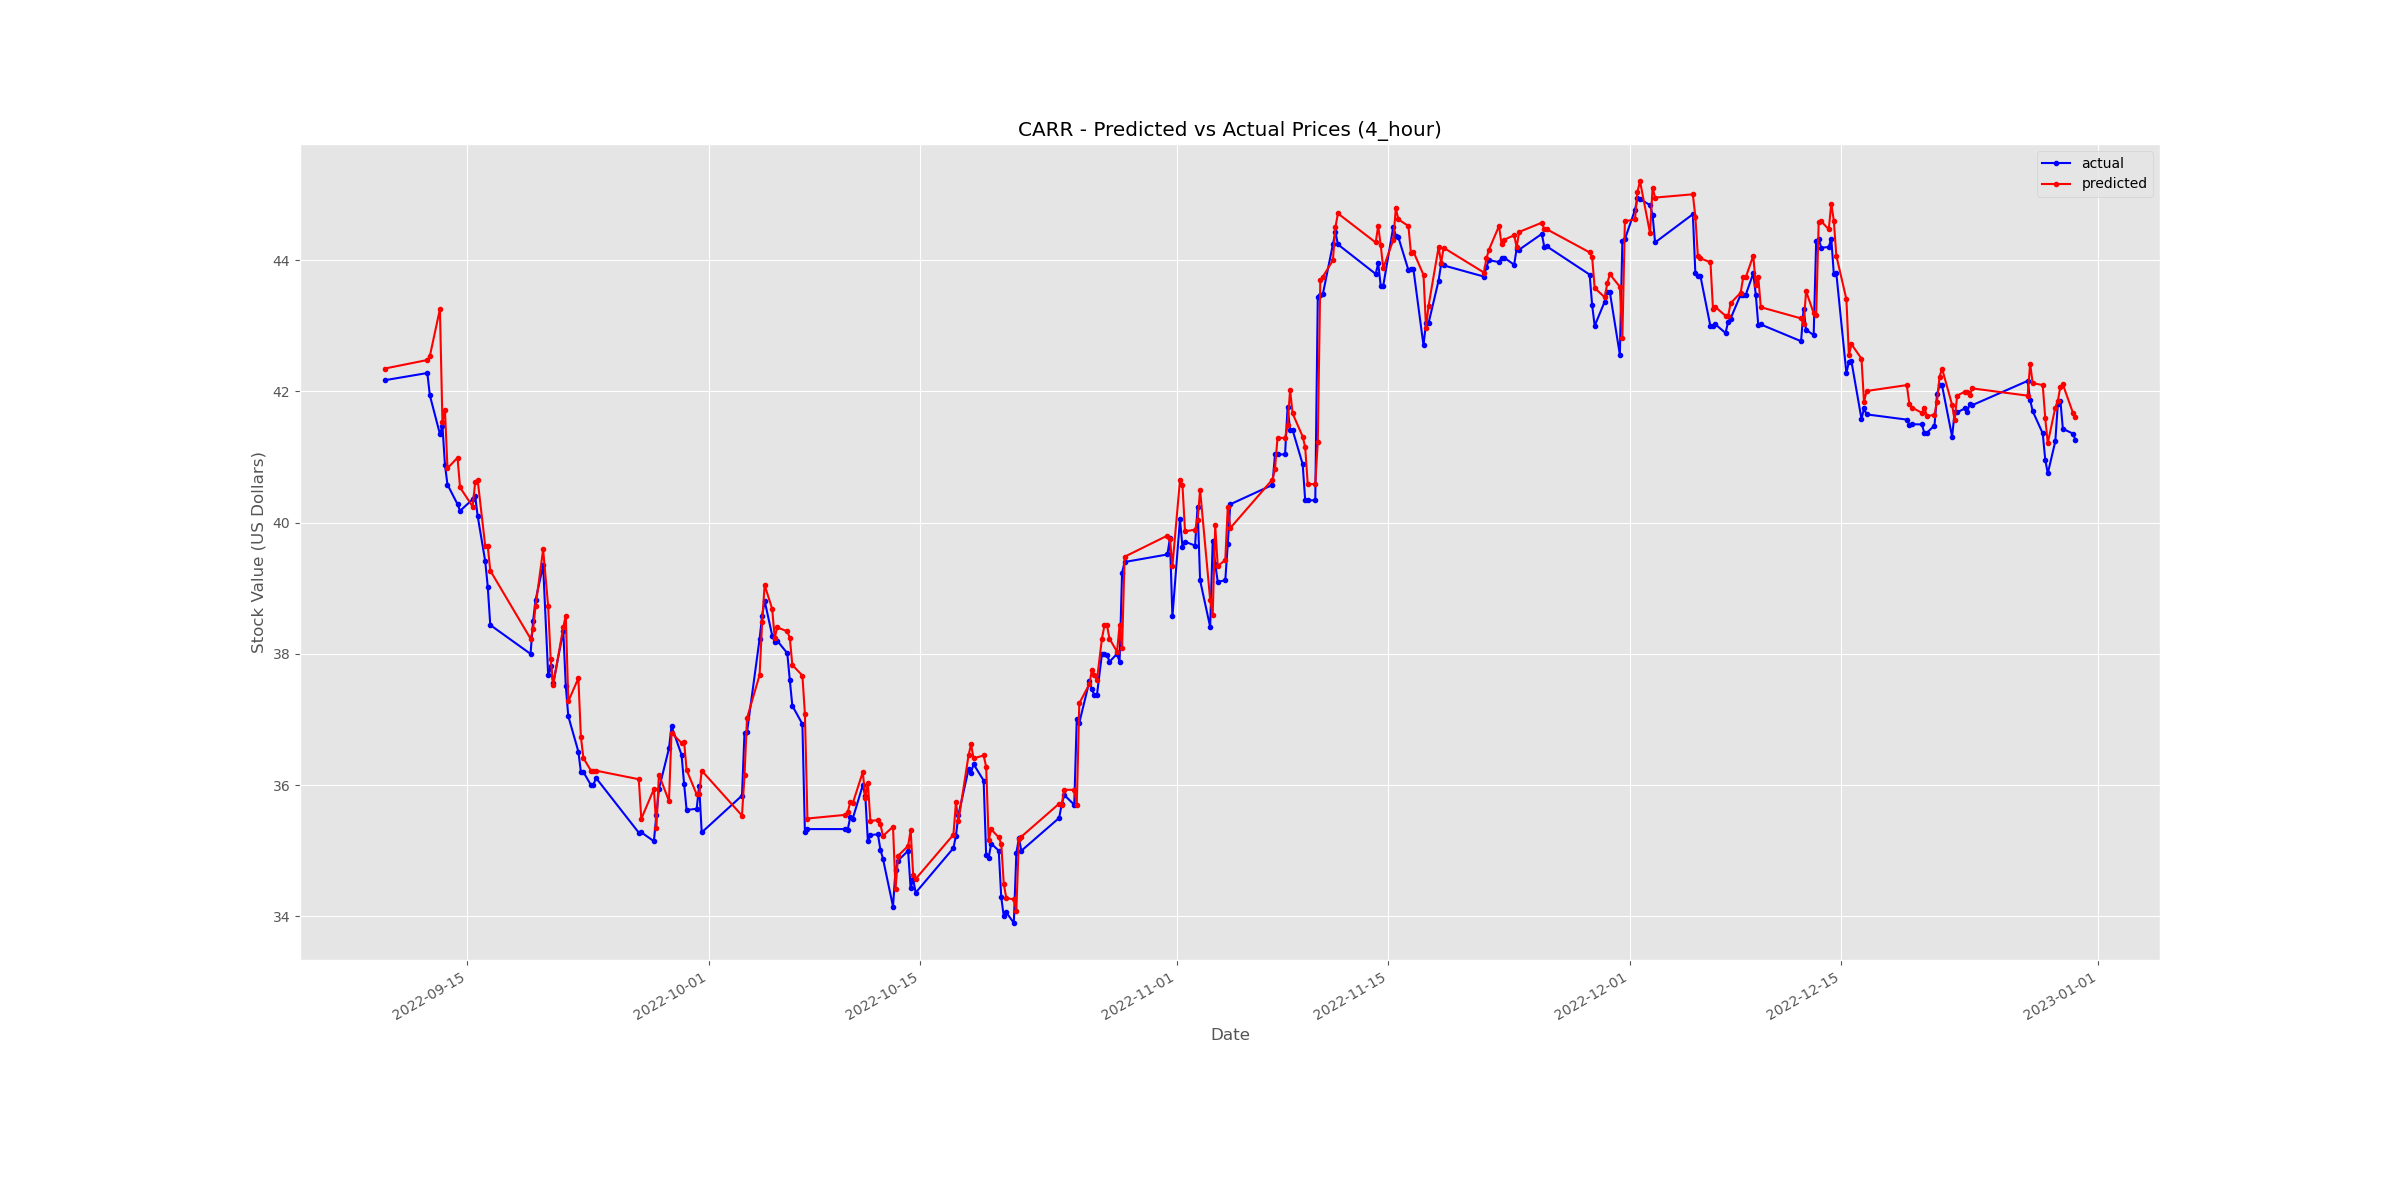 CARR - Predicted vs Actual Prices (4_hour)
actual
predicted
Stock Value (US Dollars)
44
42
40
38
36
34
2022-09-15
2022-10-01
2022-10-15
2022-11-01
2022-11-15
2022-12-01
2022-12-15
2023-01-01
Date